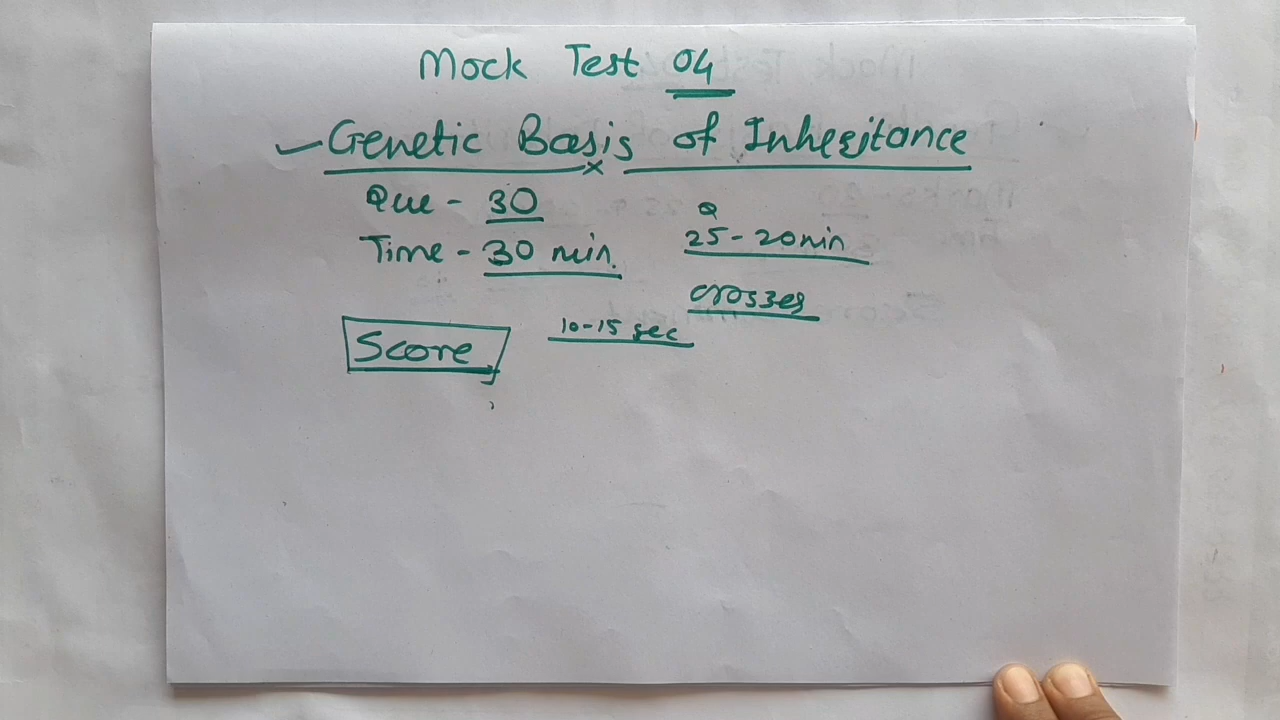 Mock Test 04
Genetic Basis of Inheritance
Que - 30
Q
Time - 30 min.
25 - 20 min
crosses
10-15 sec
Score